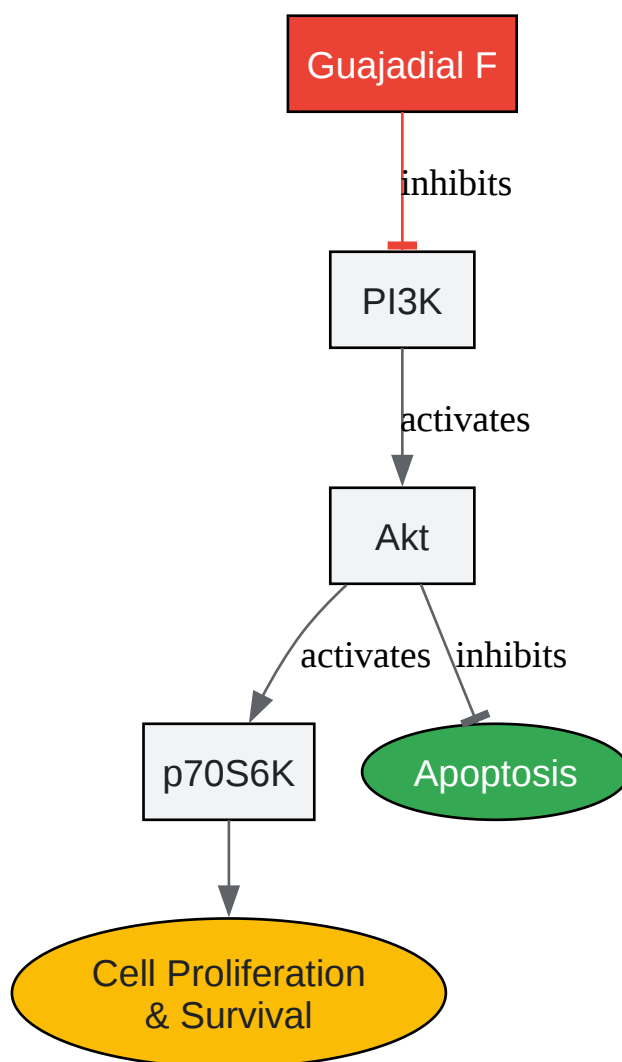 Guajadial F
inhibits
PI3K
activates
Akt
activates
inhibits
p70S6K
Apoptosis
Cell Proliferation
& Survival